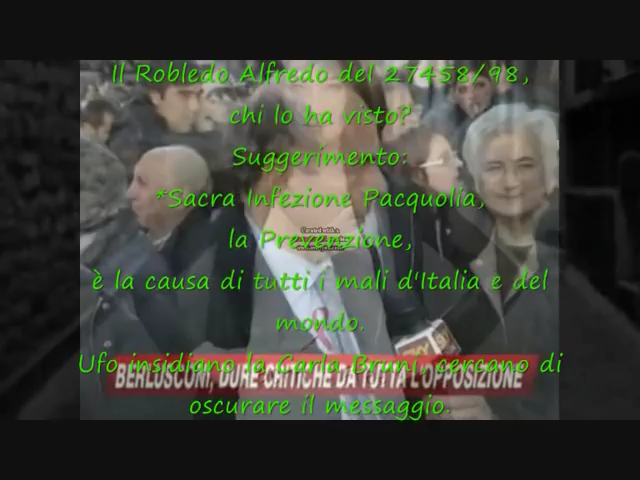 Il Robledo Alfredo del 27458/98,
chi lo ha visto?
Suggerimento:
*Sacra Infezione Pacquolia,
la Prevenzione,
è la causa di tutti i mali d'Italia e del
mondo.
Ufo insidiano la Carla Bruni, cercano di
BERLUSCONI, DURE CRITICHE DA TUTTA L'OPPOSIZIONE
oscurare il messaggio.